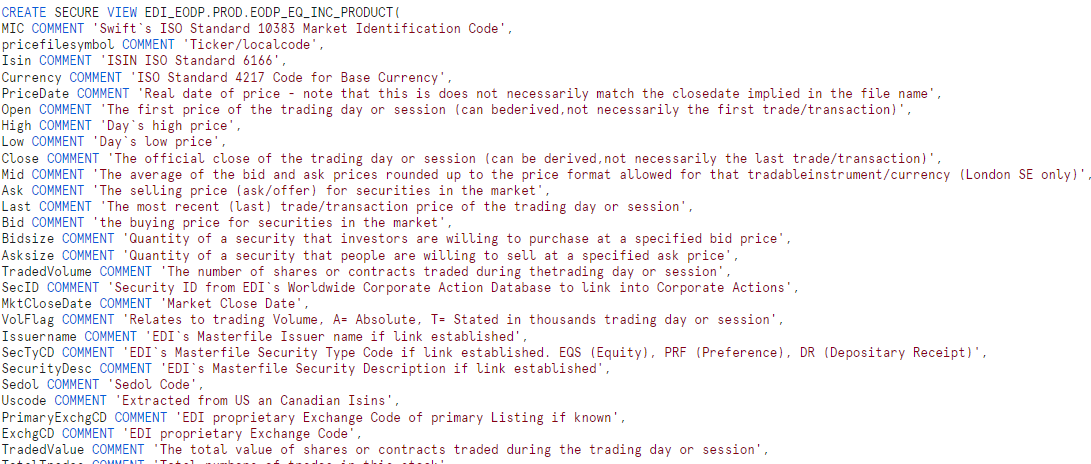 CREATE SECURE VIEW EDI_EODP.PROD.EODP_EQ_INC_PRODUCT(
MIC COMMENT 'Swift`s ISO Standard 10383 Market Identification Code',
pricefilesymbol COMMENT 'Ticker/localcode',
Isin COMMENT 'ISIN ISO Standard 6166',
Currency COMMENT 'ISO Standard 4217 Code for Base Currency',
PriceDate COMMENT 'Real date of price - note that this is does not necessarily match the closedate implied in the file name',
Open COMMENT 'The first price of the trading day or session (can bederived,not necessarily the first trade/transaction)',
High COMMENT 'Day`s high price',
Low COMMENT 'Day`s low price',
Close COMMENT 'The official close of the trading day or session (can be derived,not necessarily the last trade/transaction)',
Mid COMMENT 'The average of the bid and ask prices rounded up to the price format allowed for that tradableinstrument/currency (London SE only)',
Ask COMMENT 'The selling price (ask/offer) for securities in the market',
Last COMMENT 'The most recent (last) trade/transaction price of the trading day or session',
Bid COMMENT 'the buying price for securities in the market',
Bidsize COMMENT 'Quantity of a security that investors are willing to purchase at a specified bid price',
Asksize COMMENT 'Quantity of a security that people are willing to sell at a specified ask price',
TradedVolume COMMENT 'The number of shares or contracts traded during thetrading day or session',
SecID COMMENT 'Security ID from EDI`s Worldwide Corporate Action Database to link into Corporate Actions',
MktCloseDate COMMENT 'Market Close Date',
VolFlag COMMENT 'Relates to trading Volume, A= Absolute, T= Stated in thousands trading day or session',
Issuername COMMENT 'EDI`s Masterfile Issuer name if link established',
SecTyCD COMMENT 'EDI`s Masterfile Security Type Code if link established. EQS (Equity), PRF (Preference), DR (Depositary Receipt)',
SecurityDesc COMMENT 'EDI`s Masterfile Security Description if link established',
Sedol COMMENT 'Sedol Code',
Uscode COMMENT 'Extracted from US an Canadian Isins',
PrimaryExchgCD COMMENT 'EDI proprietary Exchange Code of primary Listing if known',
ExchgCD COMMENT 'EDI proprietary Exchange Code',
TradedValue COMMENT 'The total value of shares or contracts traded during the trading day or session',
TotalTrades COMMENT 'Total numbers of trades in this stock'